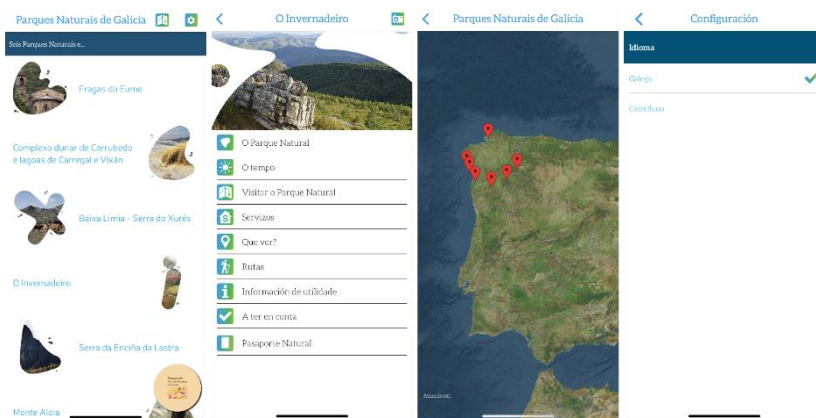 Parques Naturais de Galicia
Seis Parques Naturais e...
Fragas do Eume
Complexo dunar de Corrubedo
e lagoas de Carregal e Vixán
Baixa Limia - Serra do Xurés
O Invernadeiro
Serra da Enciña da Lastra
Monte Aloia
O Invernadeiro
O Parque Natural
O tempo
Visitar o Parque Natural
Servizos
Que ver?
Rutas
Información de utilidade
A ter en conta
Pasaporte Natural
Parques Naturais de Galicia
Aviso legal
Configuración
Idioma
Galego
Castellano